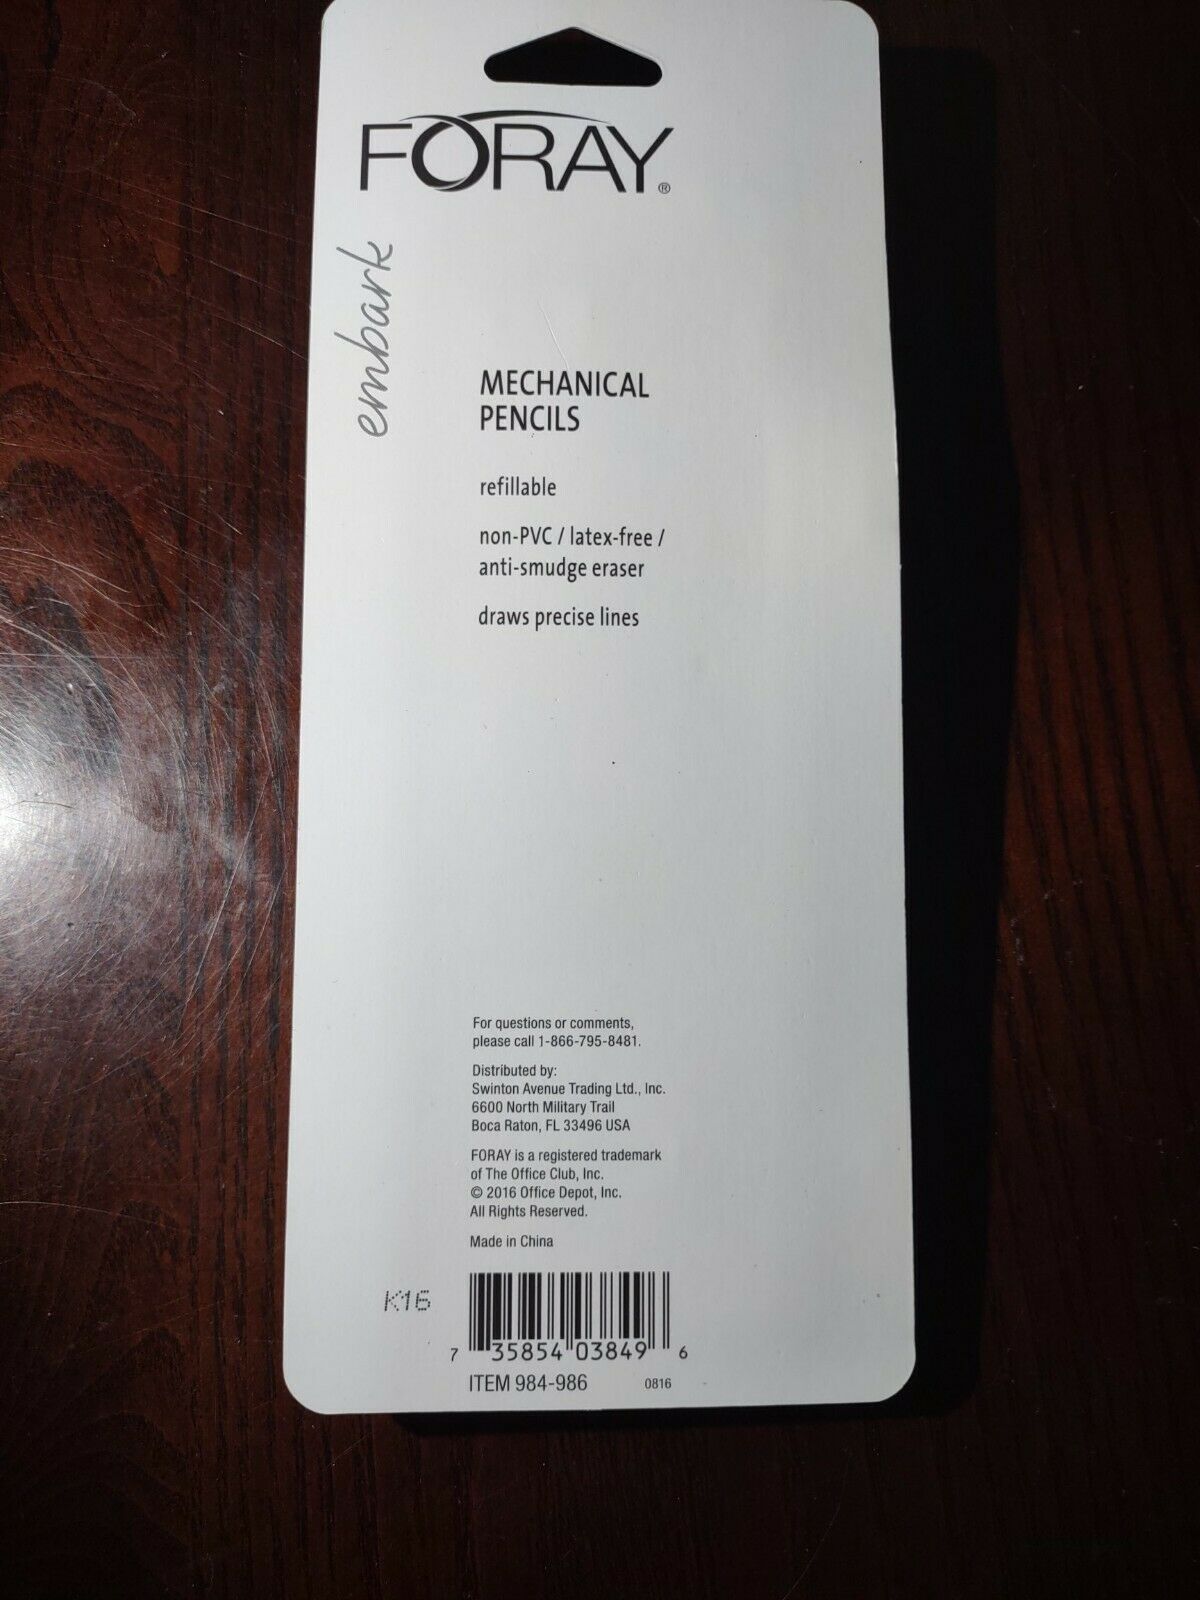 FORAY®
embark
MECHANICAL
PENCILS
refillable
non-PVC / latex-free /
anti-smudge eraser
draws precise lines
For questions or comments,
please call 1-866-795-8481.
Distributed by:
Swinton Avenue Trading Ltd., Inc.
6600 North Military Trail
Boca Raton, FL 33496 USA
FORAY is a registered trademark
of The Office Club, Inc.
© 2016 Office Depot, Inc.
All Rights Reserved.
Made in China
K16
7 35854 03849 6
ITEM 984-986 0816